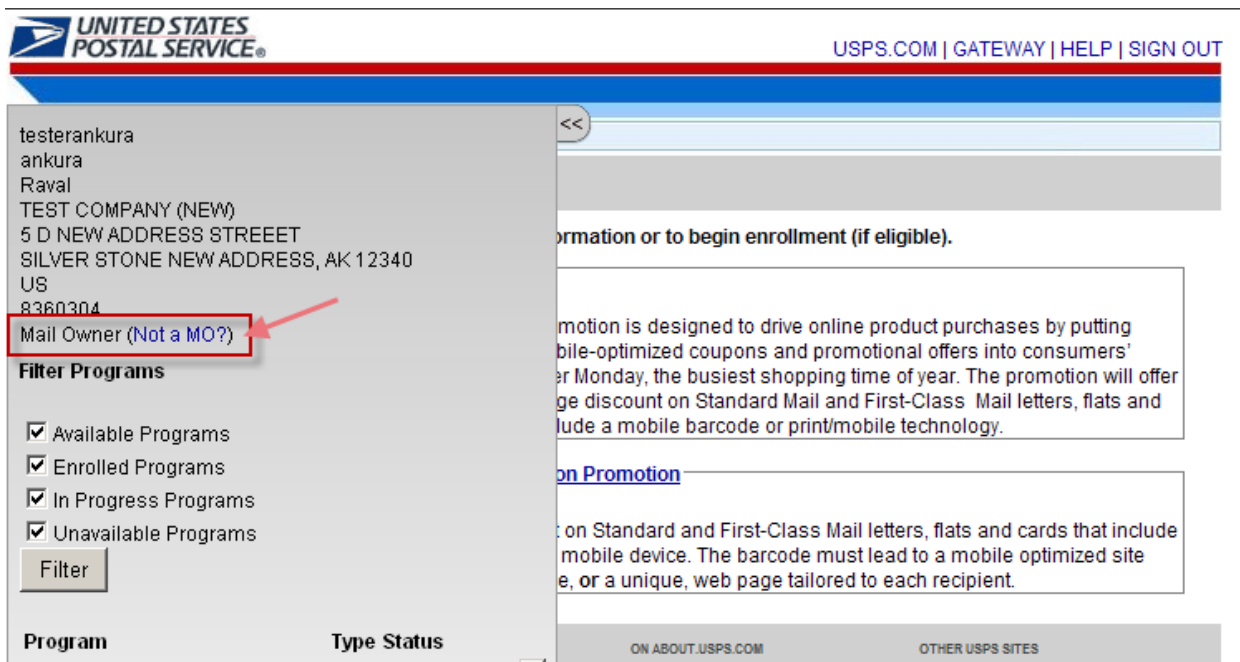 UNITED STATES
POSTAL SERVICE®
USPS.COM | GATEWAY | HELP | SIGN OUT
<<
testerankura
ankura
Raval
TEST COMPANY (NEW)
5 D NEW ADDRESS STREEET
SILVER STONE NEW ADDRESS, AK 12340
US
8360304
Mail Owner (Not a MO?)
Filter Programs
Available Programs
Enrolled Programs
In Progress Programs
Unavailable Programs
Filter
Program Type Status
ormation or to begin enrollment (if eligible).
motion is designed to drive online product purchases by putting
bile-optimized coupons and promotional offers into consumers'
er Monday, the busiest shopping time of year. The promotion will offer
ge discount on Standard Mail and First-Class Mail letters, flats and
lude a mobile barcode or print/mobile technology.
on Promotion
t on Standard and First-Class Mail letters, flats and cards that include
mobile device. The barcode must lead to a mobile optimized site
e, or a unique, web page tailored to each recipient.
ON ABOUT.USPS.COM
OTHER USPS SITES